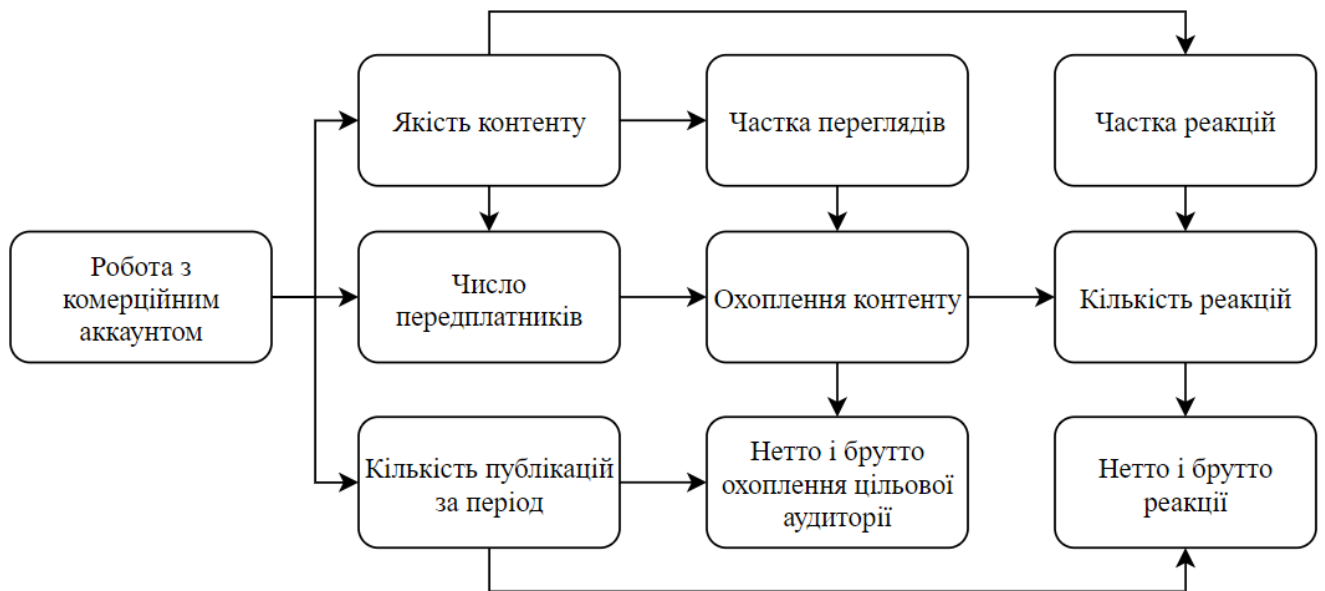 Якість контенту
Частка переглядів
Частка реакцій
Робота з
комерційним
аккаунтом
Число
передплатників
Охоплення контенту
Кількість реакцій
Кількість публікацій
за період
Нетто і брутто
охоплення цільової
аудиторії
Нетто і брутто
реакції